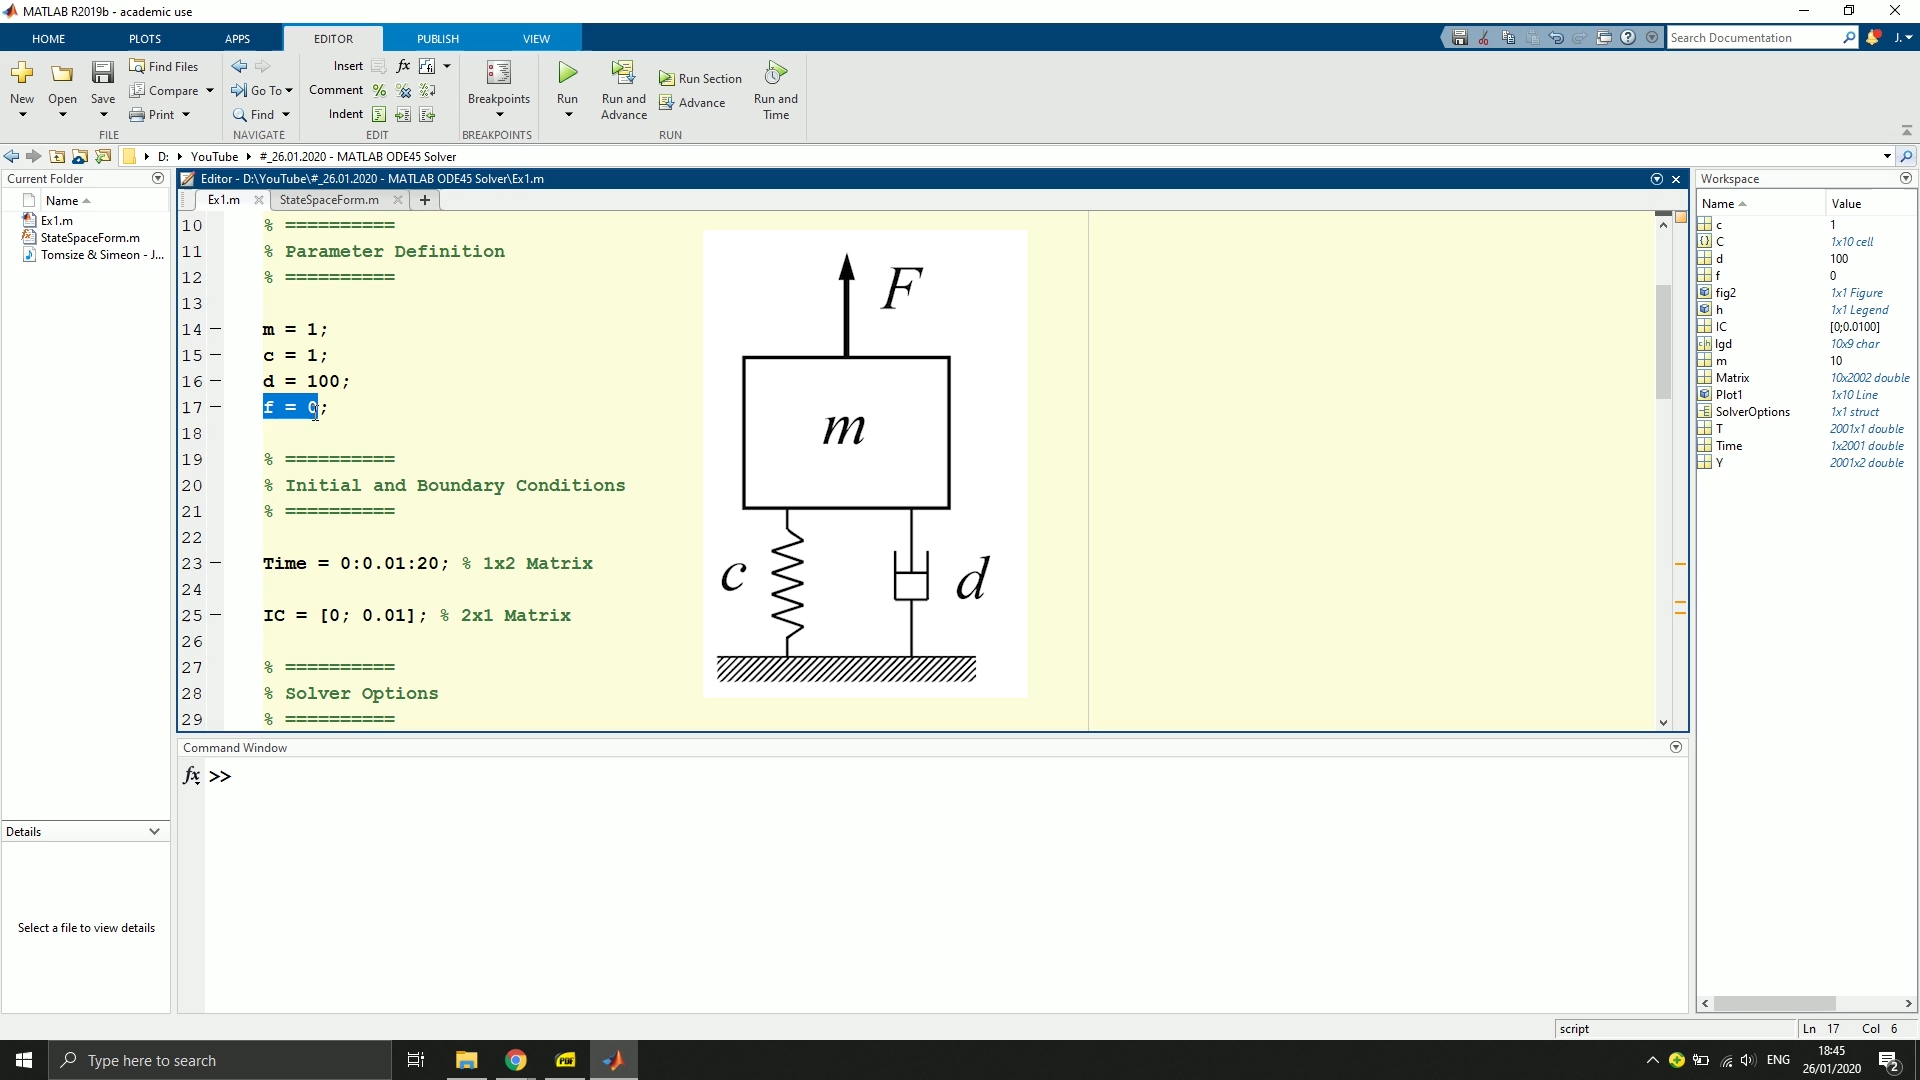 MATLAB R2019b - academic use
HOME PLOTS APPS EDITOR PUBLISH VIEW
Search Documentation
J.
New
Open
Save
Find Files
Compare
Print
FILE
Go To
Find
NAVIGATE
Insert fx
Comment % %
Indent
EDIT
Breakpoints
BREAKPOINTS
Run
Run and Advance
Run Section
Advance
Run and Time
RUN
D: YouTube #_26.01.2020 - MATLAB ODE45 Solver
Current Folder
Name
Ex1.m
StateSpaceForm.m
Tomsize & Simeon - J...
Details
Select a file to view details
Editor - D:\YouTube\#_26.01.2020 - MATLAB ODE45 Solver\Ex1.m
Ex1.m StateSpaceForm.m +
10 % ==========
11 % Parameter Definition
12 % ==========
13
14 – m = 1;
15 – c = 1;
16 – d = 100;
17 – f = 0;
18
19 % ==========
20 % Initial and Boundary Conditions
21 % ==========
22
23 – Time = 0:0.01:20; % 1x2 Matrix
24
25 – IC = [0; 0.01]; % 2x1 Matrix
26
27 % ==========
28 % Solver Options
29 % ==========
F
m
c
d
Command Window
fx >>
Workspace
Name Value
c 1
C 1x10 cell
d 100
f 0
fig2 1x1 Figure
h 1x1 Legend
IC [0;0.0100]
lgd 10x9 char
m 10
Matrix 10x2002 double
Plot1 1x10 Line
SolverOptions 1x1 struct
T 2001x1 double
Time 1x2001 double
Y 2001x2 double
script Ln 17 Col 6
Type here to search
PDF
ENG
18:45
26/01/2020
2